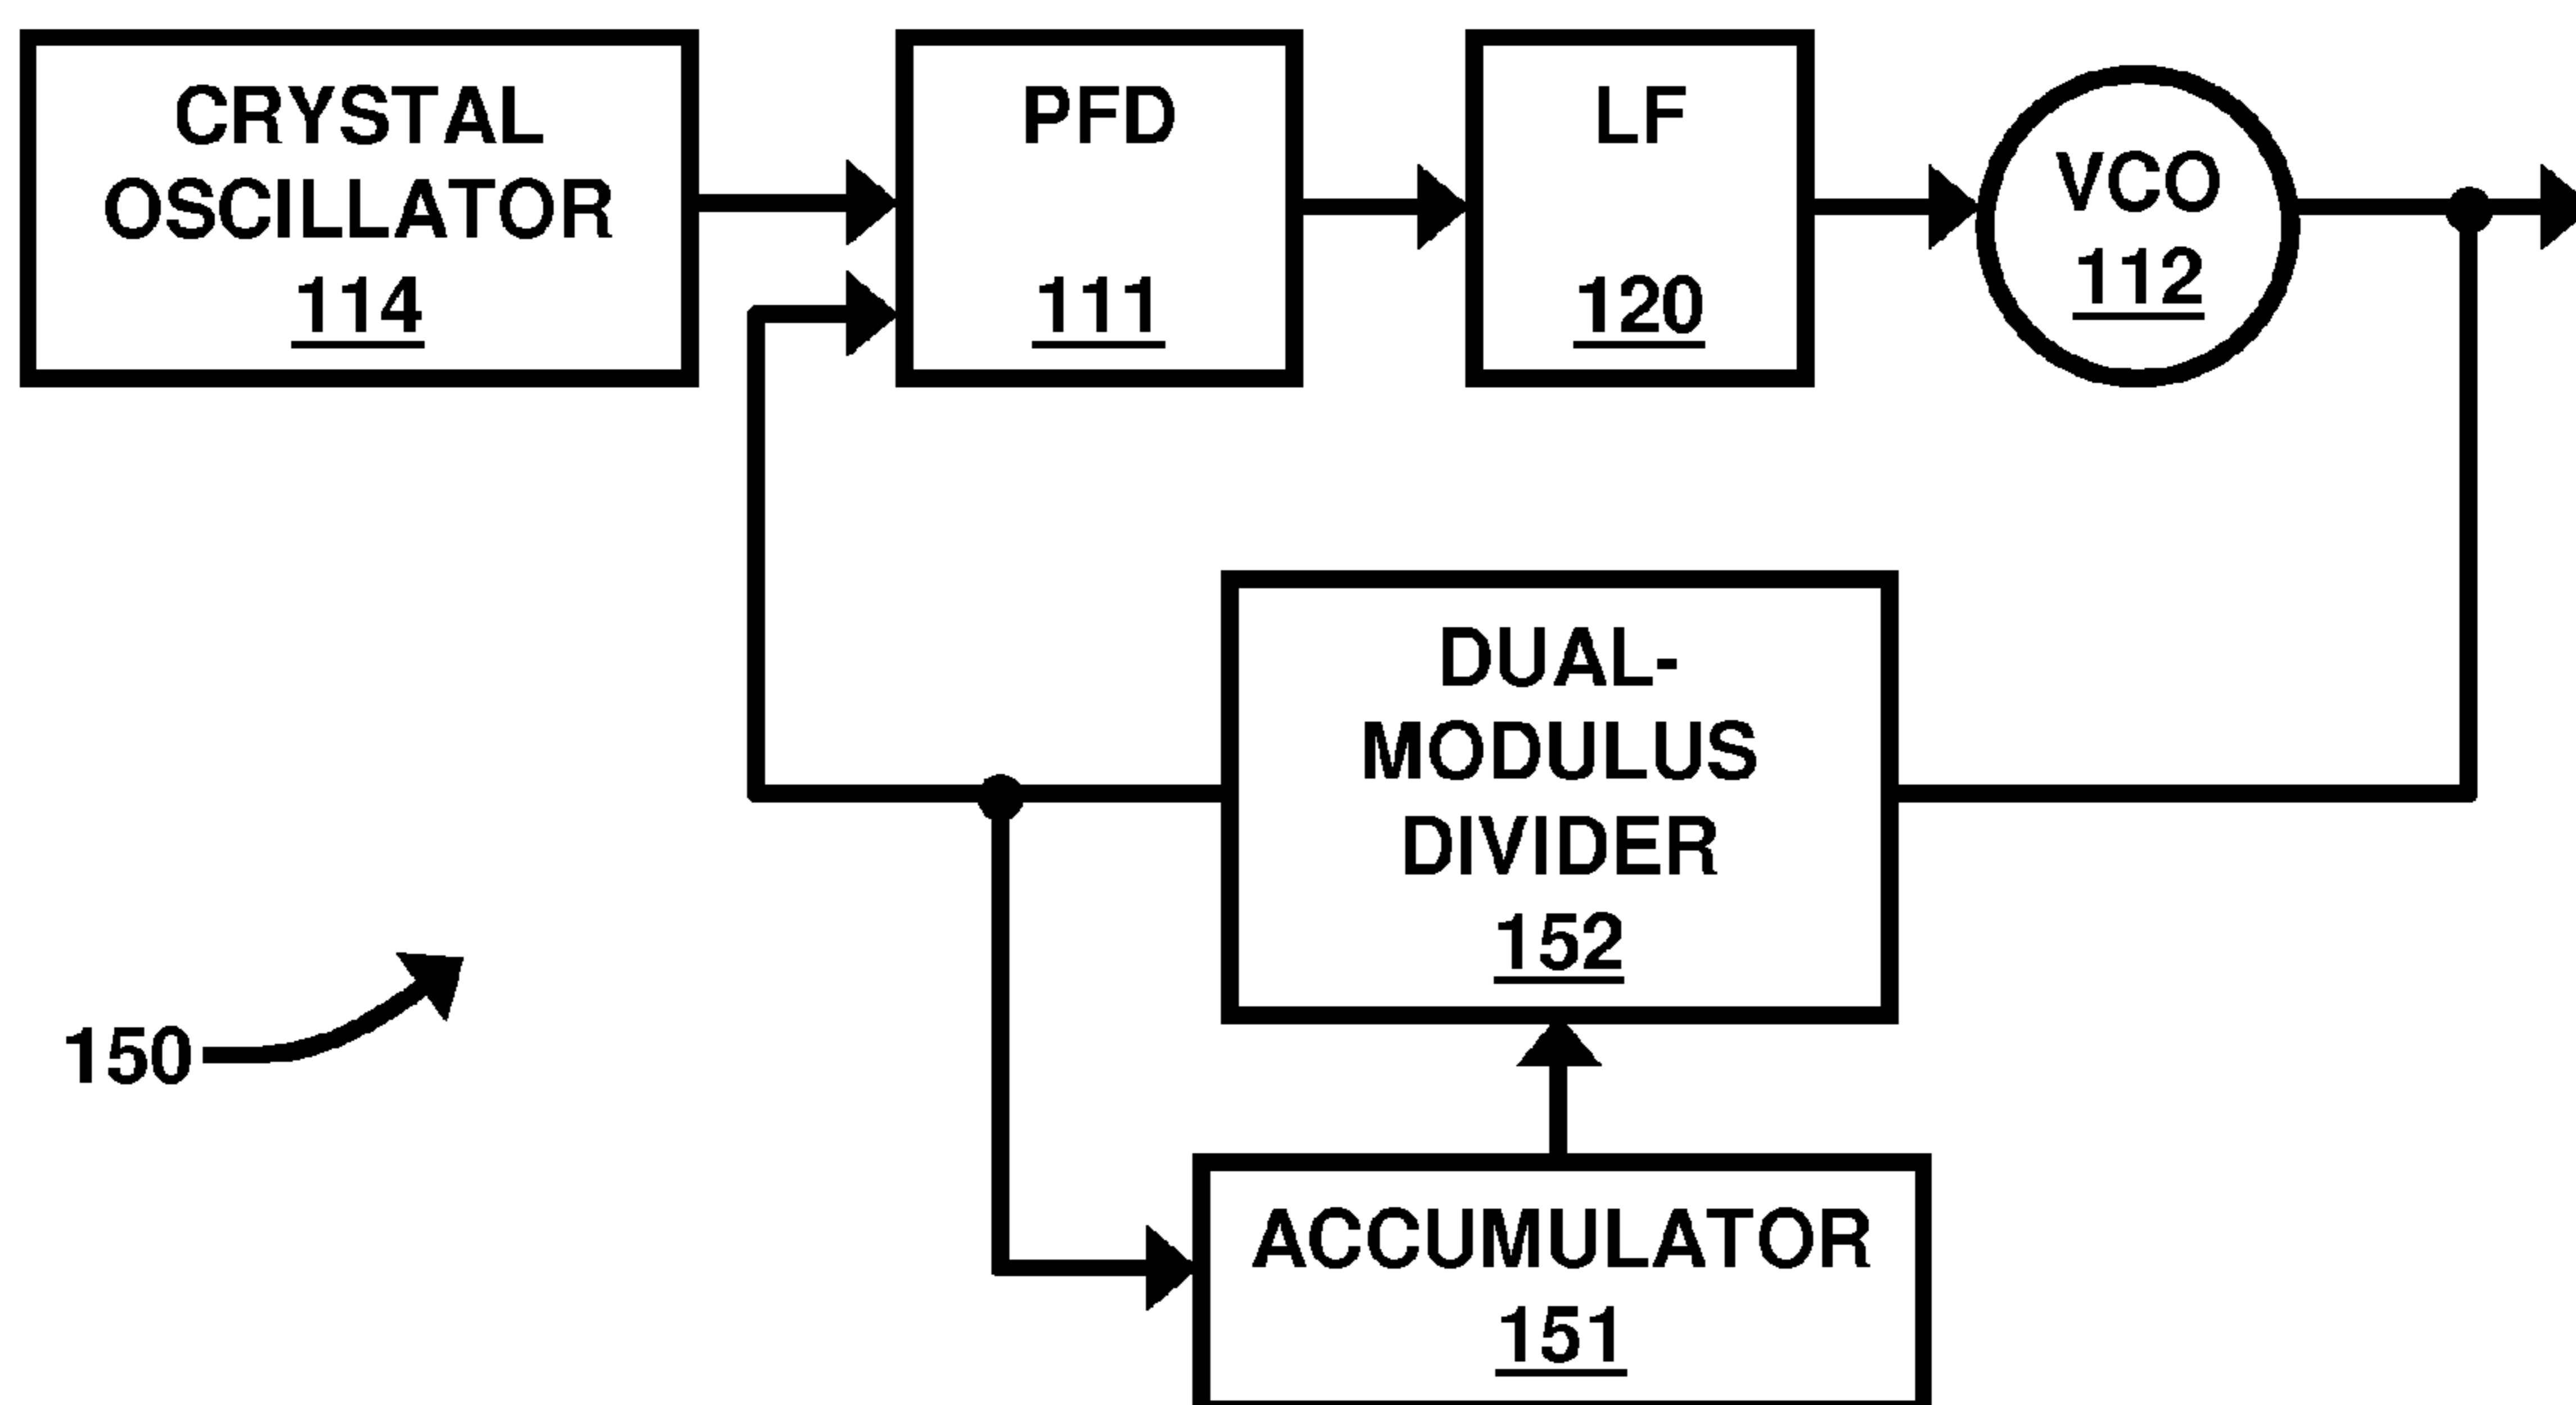 CRYSTAL
OSCILLATOR
114
PFD
111
LF
120
VCO
112
DUAL-
MODULUS
DIVIDER
152
150
ACCUMULATOR
151